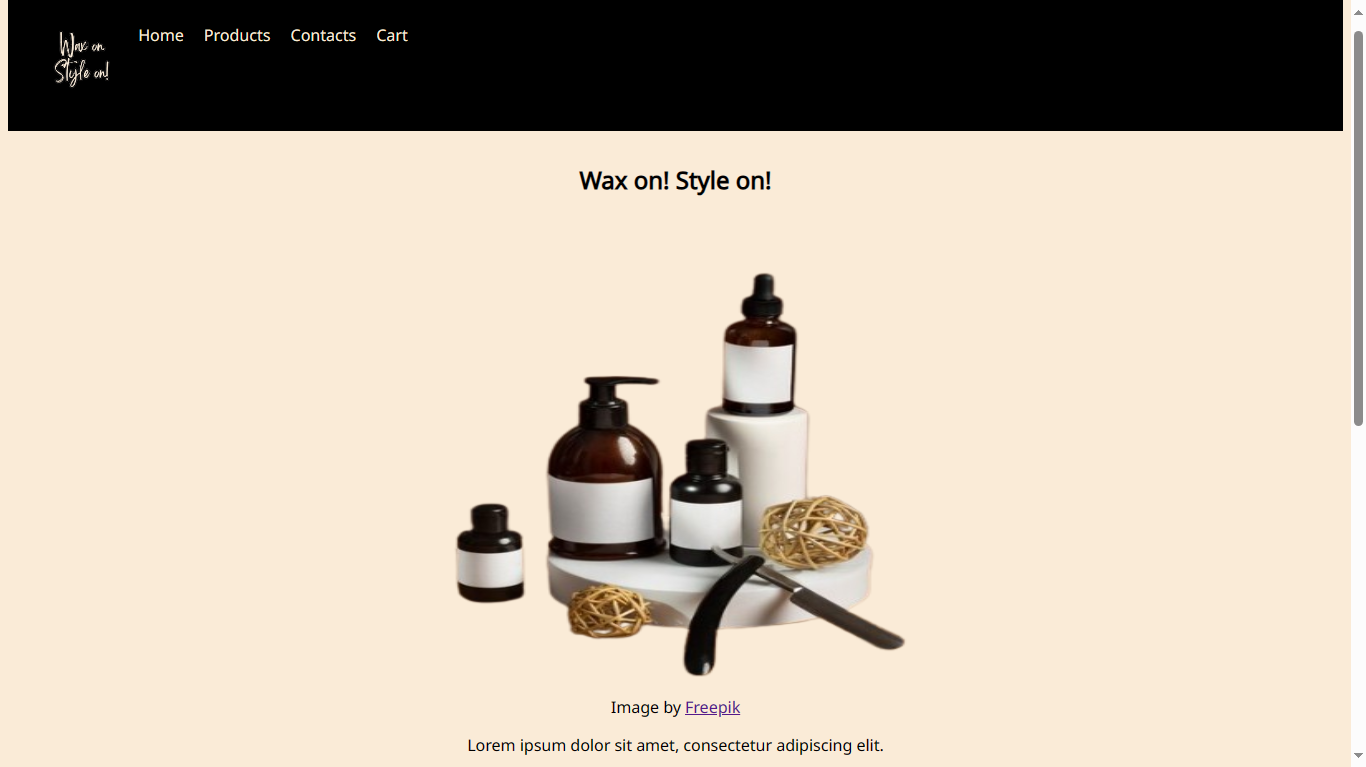 Wax on
Style on!
Home Products Contacts Cart
Wax on! Style on!
Image by Freepik
Lorem ipsum dolor sit amet, consectetur adipiscing elit.